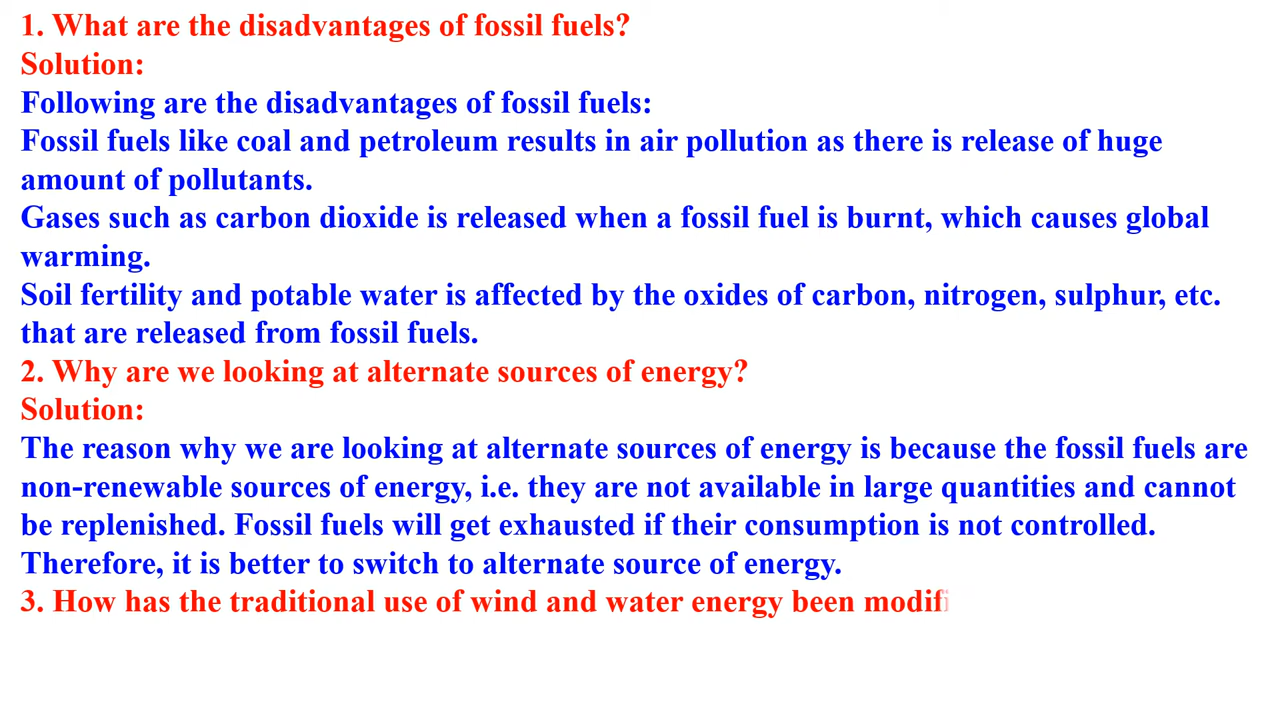 1. What are the disadvantages of fossil fuels?
Solution:
Following are the disadvantages of fossil fuels:
Fossil fuels like coal and petroleum results in air pollution as there is release of huge
amount of pollutants.
Gases such as carbon dioxide is released when a fossil fuel is burnt, which causes global
warming.
Soil fertility and potable water is affected by the oxides of carbon, nitrogen, sulphur, etc.
that are released from fossil fuels.
2. Why are we looking at alternate sources of energy?
Solution:
The reason why we are looking at alternate sources of energy is because the fossil fuels are
non-renewable sources of energy, i.e. they are not available in large quantities and cannot
be replenished. Fossil fuels will get exhausted if their consumption is not controlled.
Therefore, it is better to switch to alternate source of energy.
3. How has the traditional use of wind and water energy been modifi